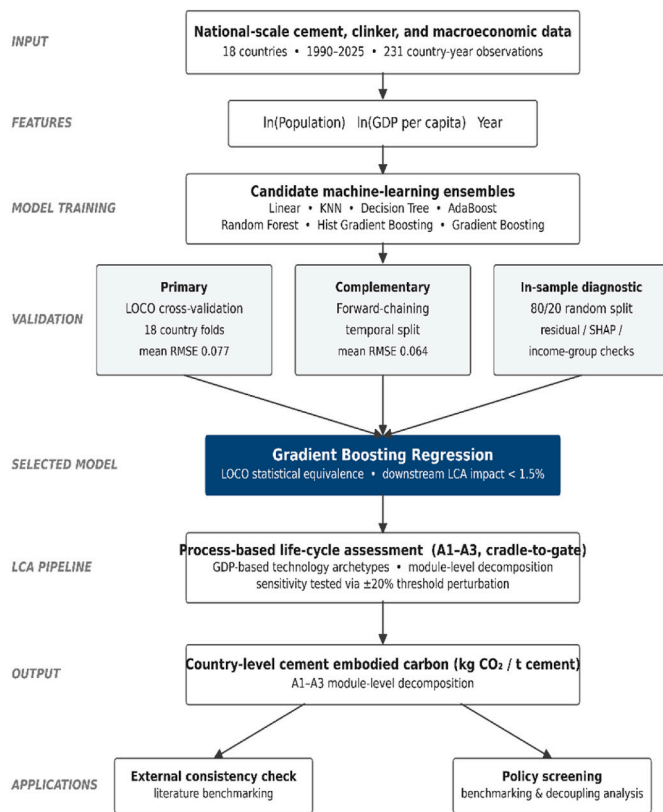 INPUT
National-scale cement, clinker, and macroeconomic data
18 countries • 1990–2025 • 231 country-year observations
FEATURES
ln(Population) ln(GDP per capita) Year
MODEL TRAINING
Candidate machine-learning ensembles
Linear • KNN • Decision Tree • AdaBoost
Random Forest • Hist Gradient Boosting • Gradient Boosting
VALIDATION
Primary
LOCO cross-validation
18 country folds
mean RMSE 0.077
Complementary
Forward-chaining
temporal split
mean RMSE 0.064
In-sample diagnostic
80/20 random split
residual / SHAP /
income-group checks
SELECTED MODEL
Gradient Boosting Regression
LOCO statistical equivalence • downstream LCA impact < 1.5%
LCA PIPELINE
Process-based life-cycle assessment (A1–A3, cradle-to-gate)
GDP-based technology archetypes • module-level decomposition
sensitivity tested via ±20% threshold perturbation
OUTPUT
Country-level cement embodied carbon (kg CO₂ / t cement)
A1–A3 module-level decomposition
APPLICATIONS
External consistency check
literature benchmarking
Policy screening
benchmarking & decoupling analysis